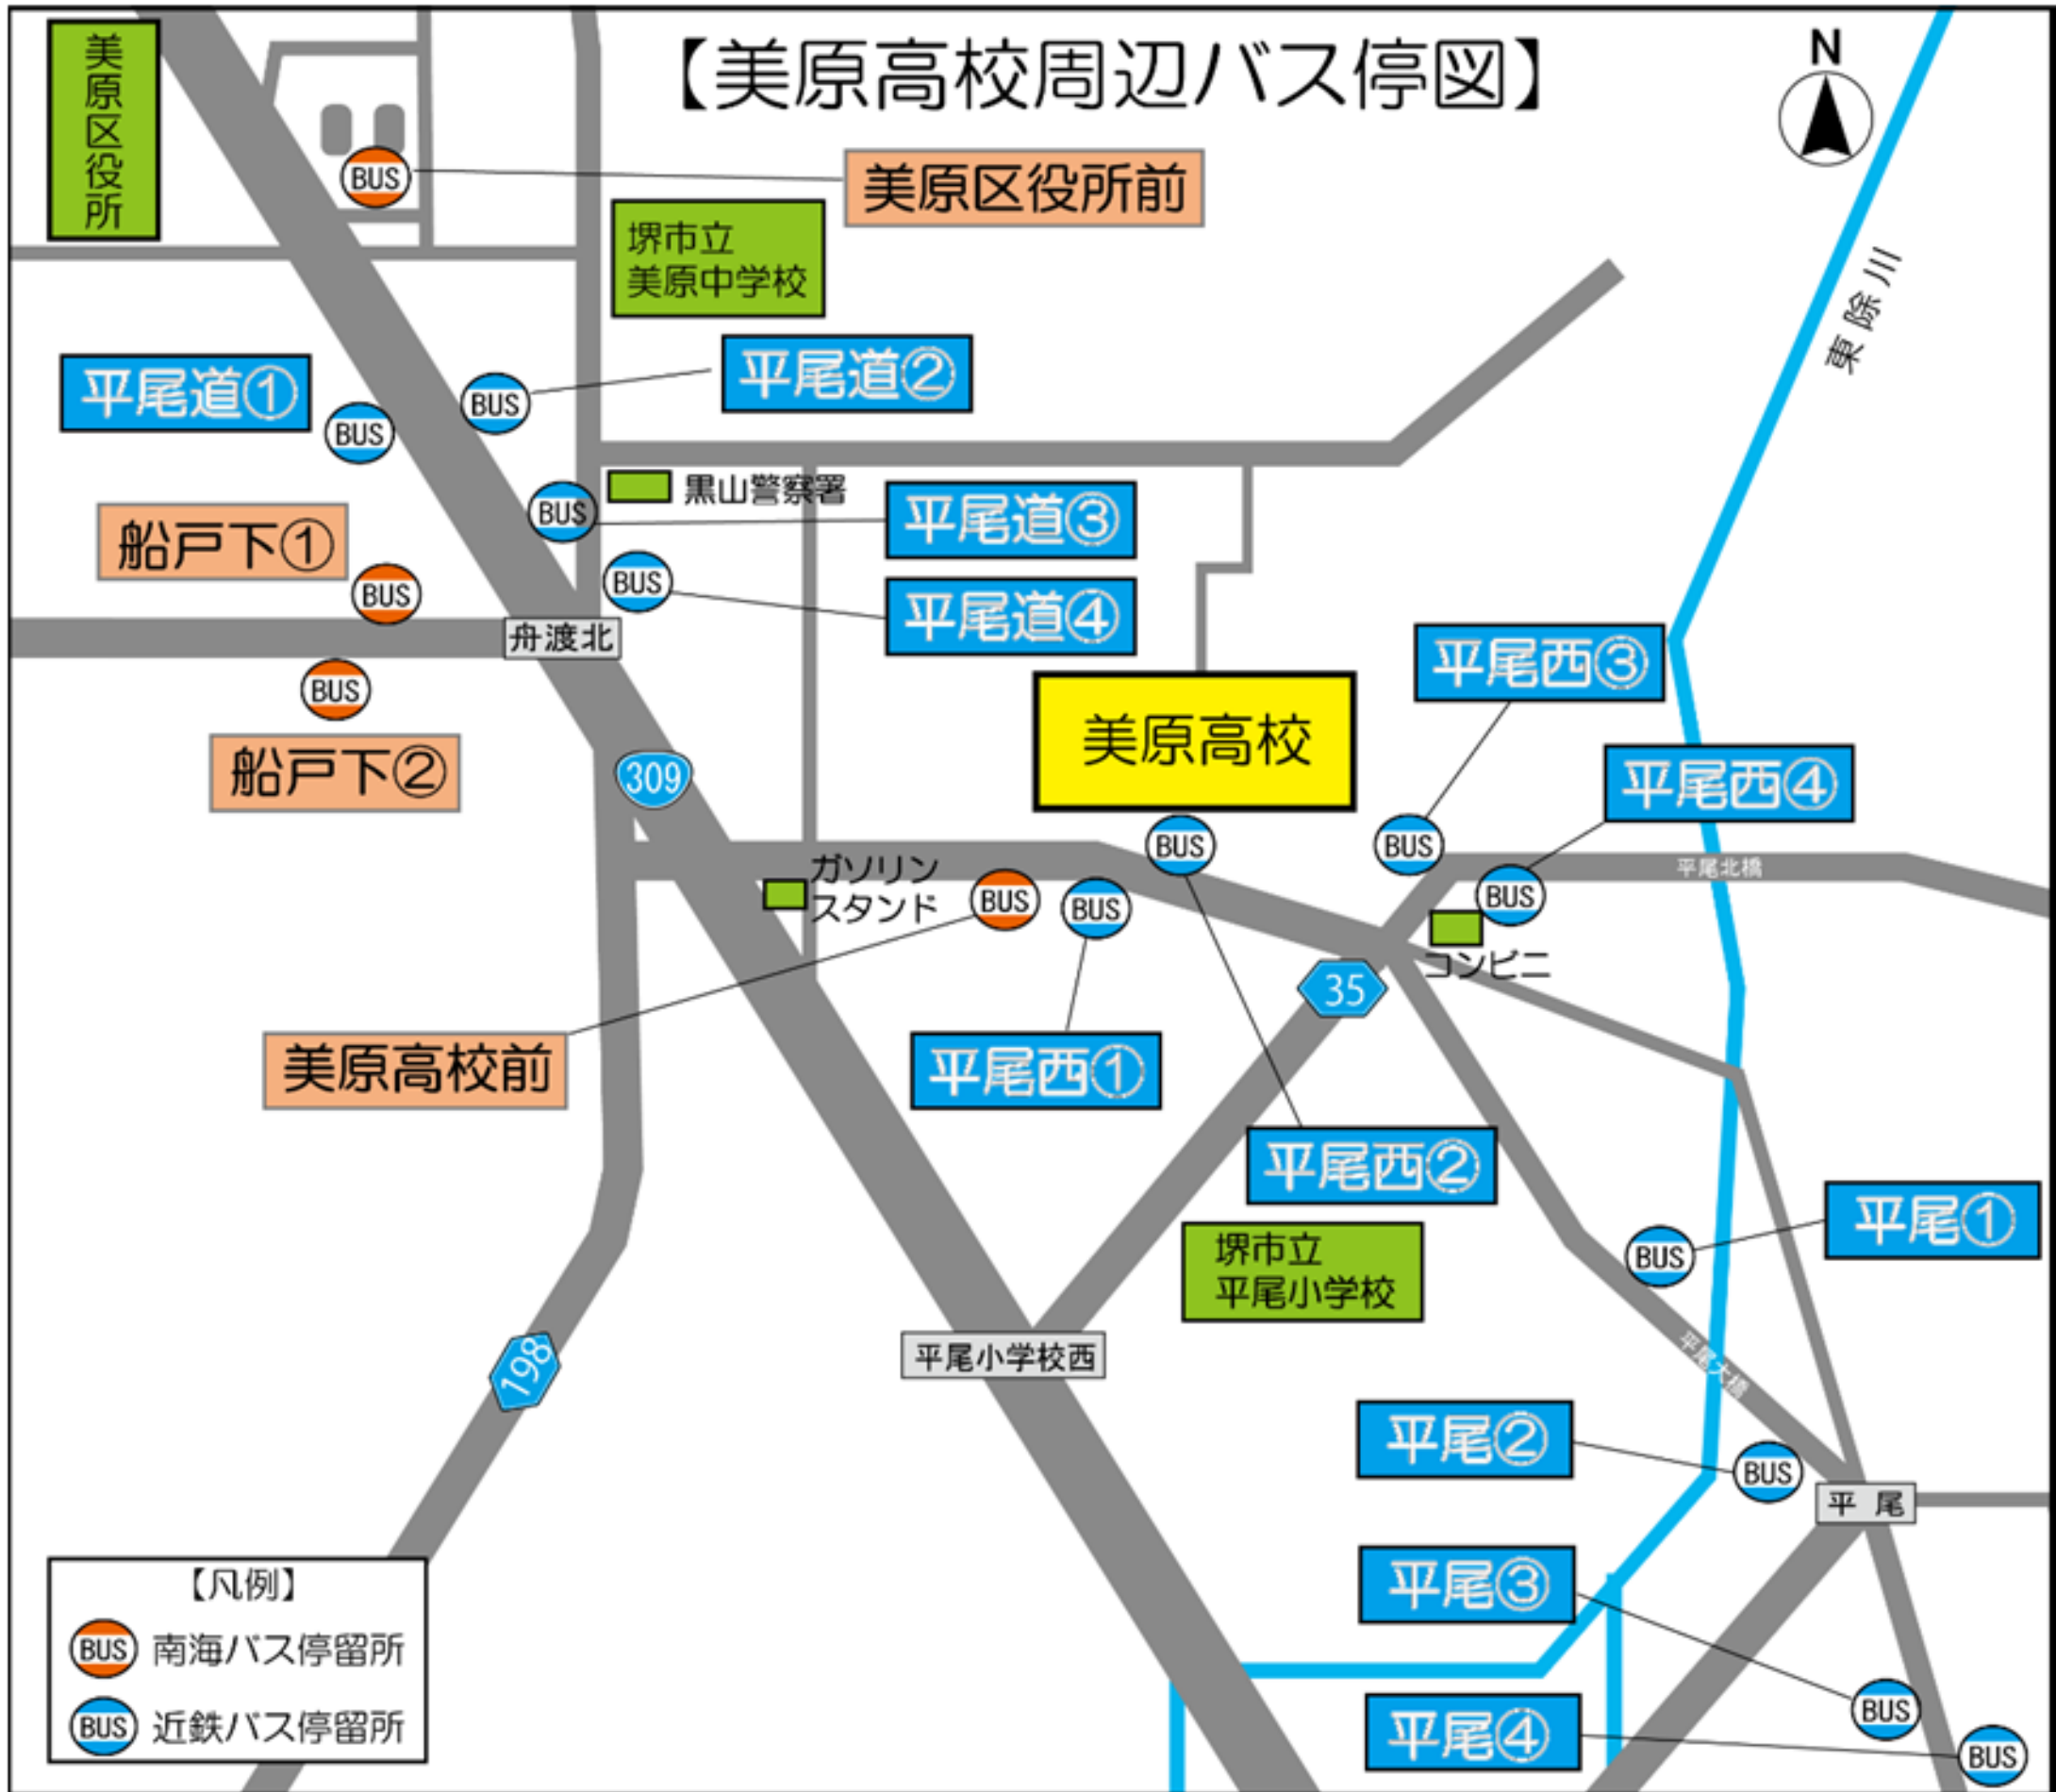 【美原高校周辺バス停図】
N
美原区役所
BUS
美原区役所前
堺市立
美原中学校
東除川
平尾道①
BUS
BUS
平尾道②
黒山警察署
BUS
平尾道③
船戸下①
BUS
BUS
平尾道④
舟渡北
BUS
船戸下②
309
美原高校
平尾西③
平尾西④
BUS
BUS
平尾北橋
BUS
ガソリン
スタンド
BUS
BUS
コンビニ
35
美原高校前
平尾西①
平尾西②
平尾①
BUS
堺市立
平尾小学校
平尾小学校西
198
平尾大橋
平尾②
BUS
平尾
平尾③
BUS
平尾④
BUS
【凡例】
BUS 南海バス停留所
BUS 近鉄バス停留所